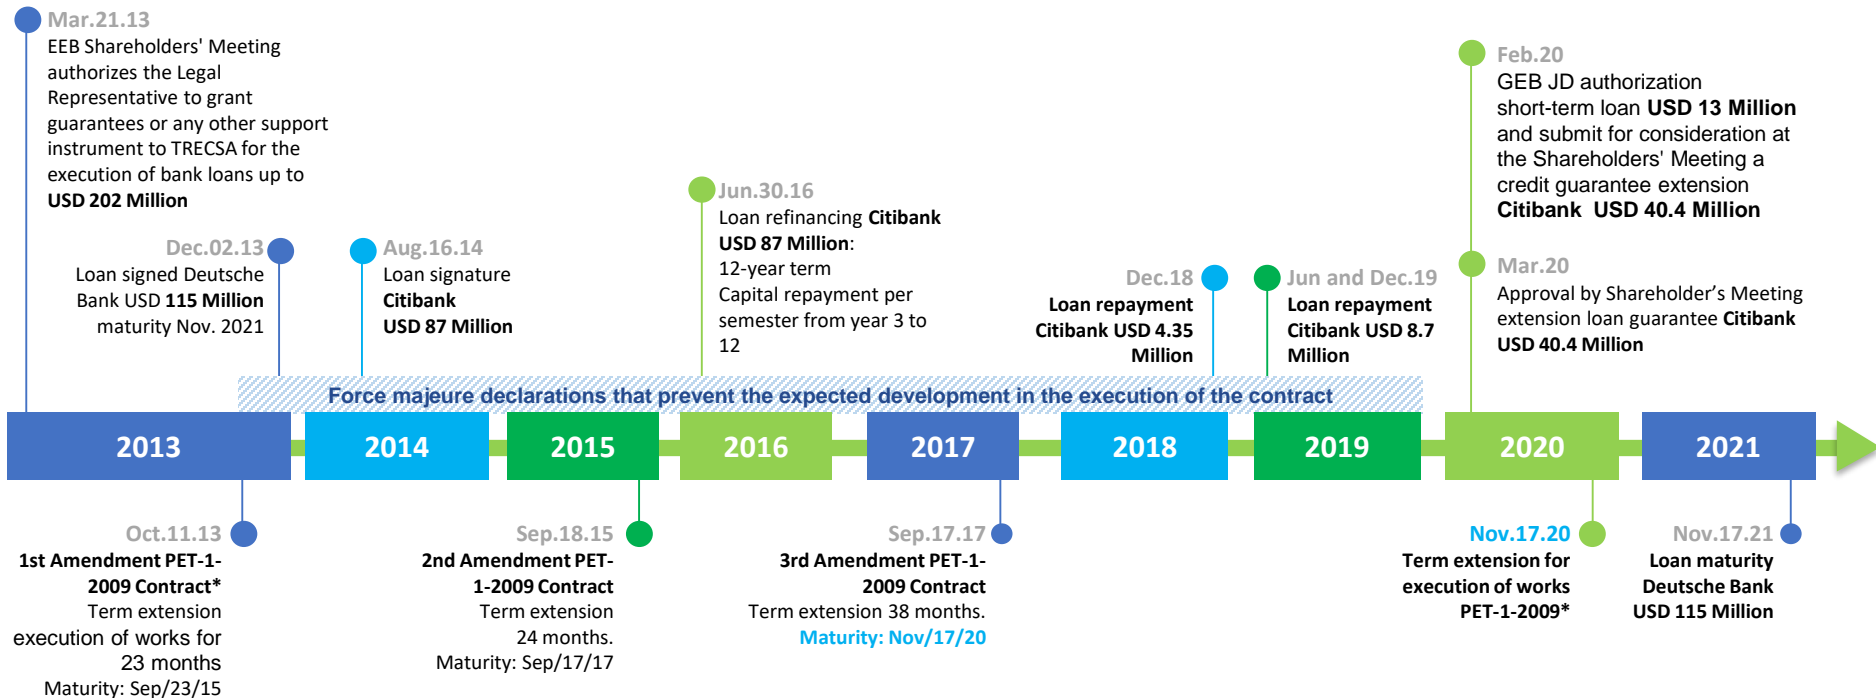 Mar.21.13
EEB Shareholders' Meeting
authorizes the Legal
Representative to grant
guarantees or any other support
instrument to TRECSA for the
execution of bank loans up to
USD 202 Million
Dec.02.13
Loan signed Deutsche
Bank USD 115 Million
maturity Nov. 2021
Aug.16.14
Loan signature
Citibank
USD 87 Million
Jun.30.16
Loan refinancing Citibank
USD 87 Million:
12-year term
Capital repayment per
semester from year 3 to
12
Dec.18
Loan repayment
Citibank USD 4.35
Million
Jun and Dec.19
Loan repayment
Citibank USD 8.7
Million
Feb.20
GEB JD authorization
short-term loan USD 13 Million
and submit for consideration at
the Shareholders' Meeting a
credit guarantee extension
Citibank  USD 40.4 Million
Mar.20
Approval by Shareholder’s Meeting
extension loan guarantee Citibank
USD 40.4 Million
Force majeure declarations that prevent the expected development in the execution of the contract
2013
2014
2015
2016
2017
2018
2019
2020
2021
Oct.11.13
1st Amendment PET-1-
2009 Contract*
Term extension
execution of works for
23 months
Maturity: Sep/23/15
Sep.18.15
2nd Amendment PET-
1-2009 Contract
Term extension
24 months.
Maturity: Sep/17/17
Sep.17.17
3rd Amendment PET-1-
2009 Contract
Term extension 38 months.
Maturity: Nov/17/20
Nov.17.20
Term extension for
execution of works
PET-1-2009*
Nov.17.21
Loan maturity
Deutsche Bank
USD 115 Million